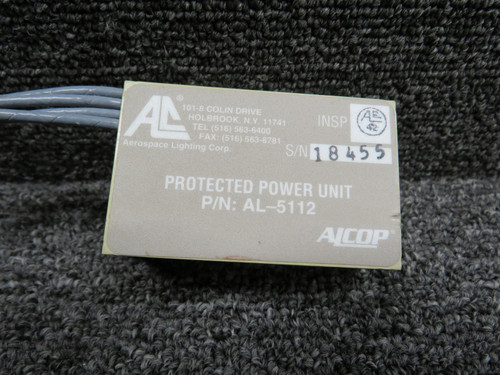 101-8 COLIN DRIVE
HOLBROOK, N.Y. 11741
TEL (516) 563-6400
FAX: (516) 563-8781
AL®
Aerospace Lighting Corp.
INSP
S/N 18455
PROTECTED POWER UNIT
P/N: AL-5112
ALCOP